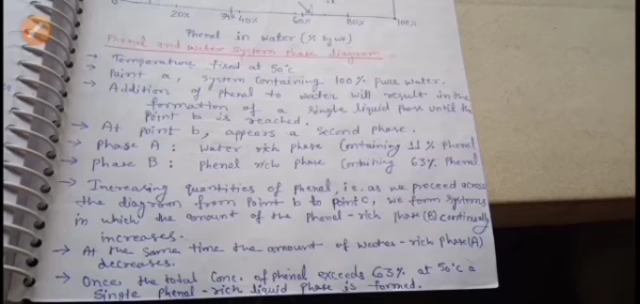 0 20% 34% 40% 60% 80% 100%
Phenol in water (% by wt)
Phenol and water system phase diagram.
→ Temperature fixed at 50°c
→ Point a, system containing 100% pure water.
→ Addition of phenol to water will result in the
formation of a single liquid phase until the
point b is reached.
→ At point b, appears a second phase.
→ Phase A : Water rich phase containing 11% phenol
→ Phase B : Phenol rich phase containing 63% phenol
→ Increasing quantities of phenol, i.e. as we proceed across
the diagram from point b to point c, we form systems
in which the amount of the phenol-rich phase (B) continually
increases.
→ At the same time the amount of water-rich phase (A)
decreases.
→ Once the total conc. of phenol exceeds 63% at 50°c a
single phenol-rich liquid phase is formed.